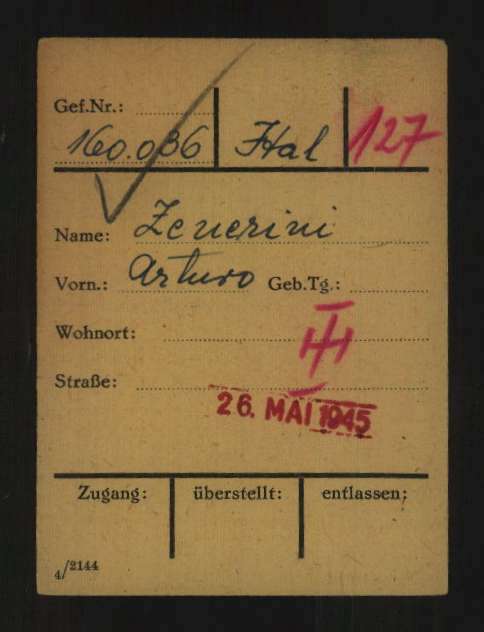 Gef.Nr.:
160.036 Ital 127
Name: Zenerini
Vorn.: Arturo Geb.Tg.:
Wohnort:
Straße:
26. MAI 1945
Zugang: überstellt: entlassen:
4/2144